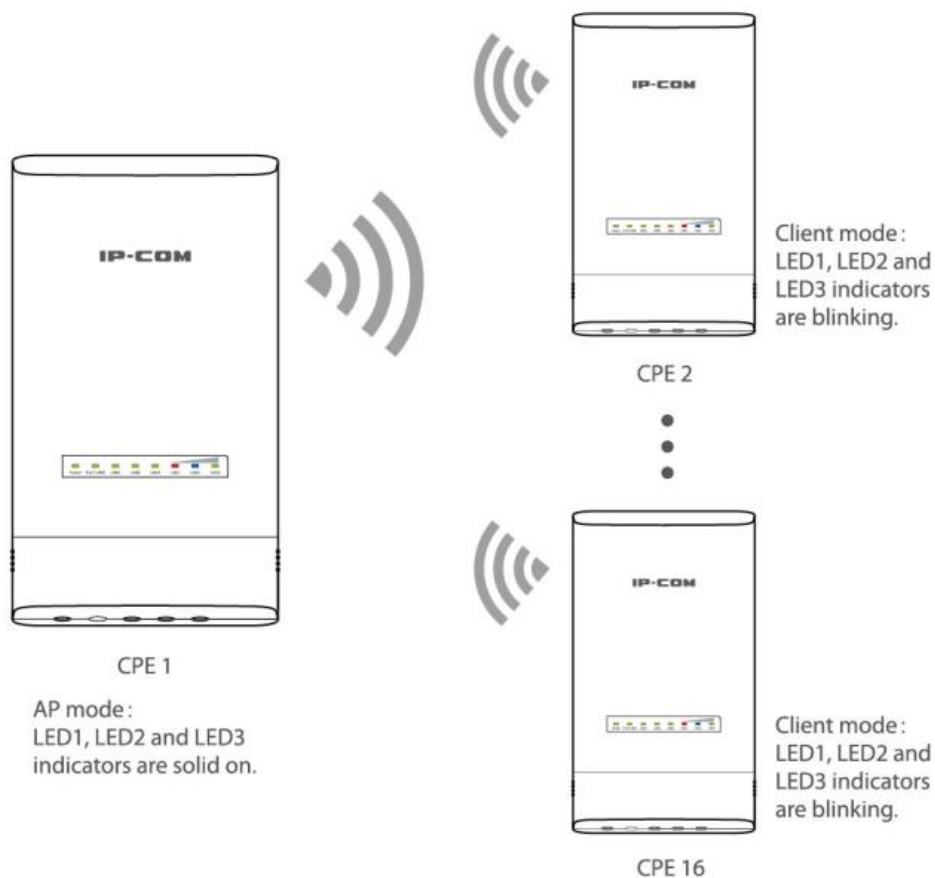 IP-COM
CPE 1
AP mode:
LED1, LED2 and LED3
indicators are solid on.
IP-COM
Client mode:
LED1, LED2 and
LED3 indicators
are blinking.
CPE 2
IP-COM
Client mode:
LED1, LED2 and
LED3 indicators
are blinking.
CPE 16